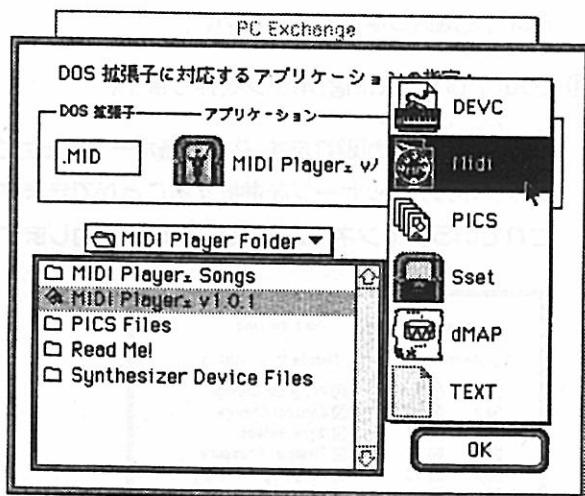 PC Exchange
DOS 拡張子に対応するアプリケーションの指定：
DOS 拡張子
アプリケーション
.MID
MIDI Player
MIDI Player Folder ▼
MIDI Player Songs
MIDI Player v1.0.1
PICS Files
Read Me!
Synthesizer Device Files
DEVC
Midi
PICS
Sset
dMAP
TEXT
OK